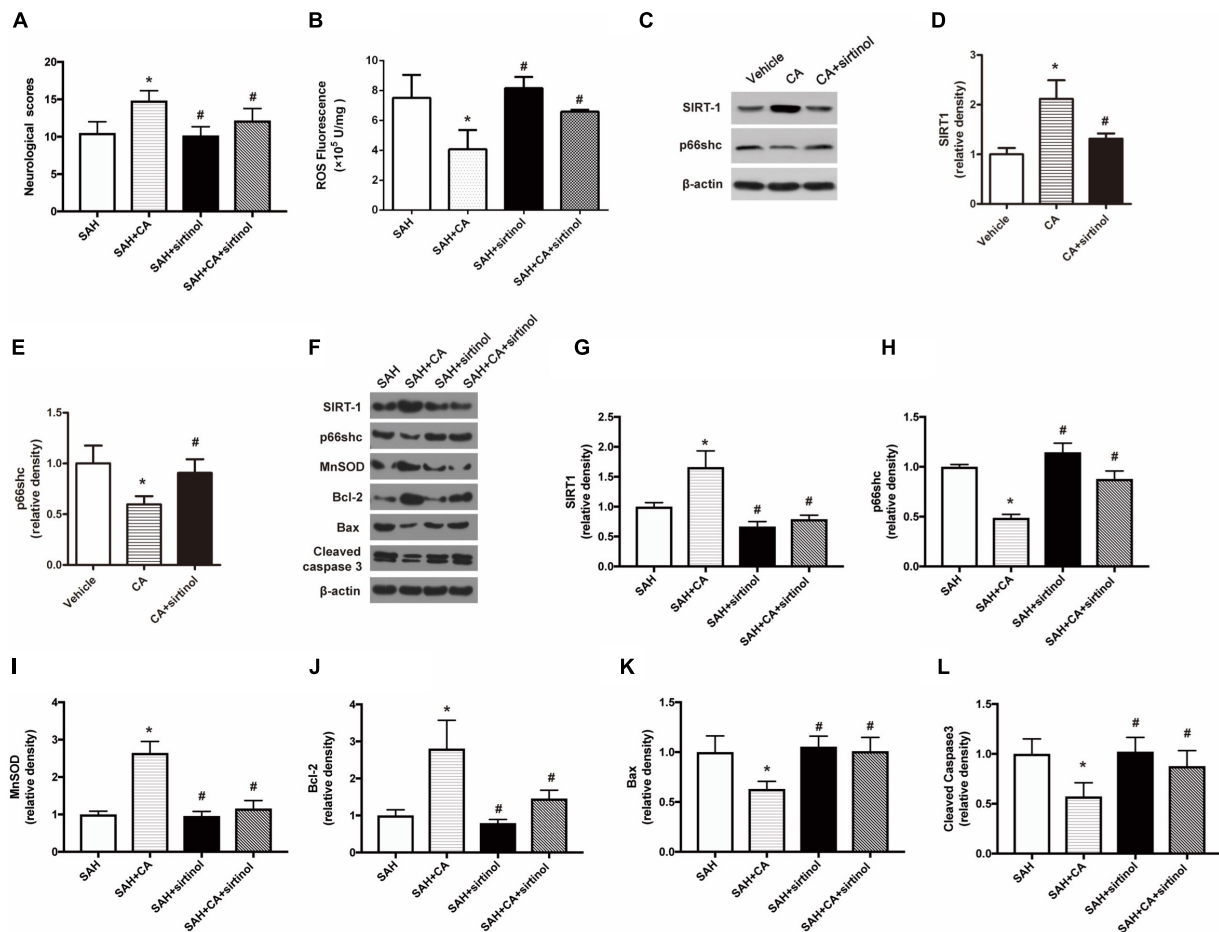 A
Neurological scores
20
15
10
5
0
*
#
#
SAH
SAH+CA
SAH+sirtinol
SAH+CA+sirtinol
B
ROS Fluorescence
(×10⁵ U/mg )
10
8
6
4
2
0
*
#
#
SAH
SAH+CA
SAH+sirtinol
SAH+CA+sirtinol
C
Vehicle
CA
CA+sirtinol
SIRT-1
p66shc
β-actin
D
SIRT1
(relative density)
3
2
1
0
*
#
Vehicle
CA
CA+sirtinol
E
p66shc
(relative density)
1.5
1.0
0.5
0.0
*
#
Vehicle
CA
CA+sirtinol
F
SAH
SAH+CA
SAH+sirtinol
SAH+CA+sirtinol
SIRT-1
p66shc
MnSOD
Bcl-2
Bax
Cleaved
caspase 3
β-actin
G
SIRT1
(relative density)
2.5
2.0
1.5
1.0
0.5
0.0
*
#
#
SAH
SAH+CA
SAH+sirtinol
SAH+CA+sirtinol
H
p66shc
(relative density)
1.5
1.0
0.5
0.0
*
#
#
SAH
SAH+CA
SAH+sirtinol
SAH+CA+sirtinol
I
MnSOD
(relative density)
4
3
2
1
0
*
#
#
SAH
SAH+CA
SAH+sirtinol
SAH+CA+sirtinol
J
Bcl-2
(relative density)
4
3
2
1
0
*
#
#
SAH
SAH+CA
SAH+sirtinol
SAH+CA+sirtinol
K
Bax
(relative density)
1.5
1.0
0.5
0.0
*
#
#
SAH
SAH+CA
SAH+sirtinol
SAH+CA+sirtinol
L
Cleaved Caspase3
(relative density)
1.5
1.0
0.5
0.0
*
#
#
SAH
SAH+CA
SAH+sirtinol
SAH+CA+sirtinol